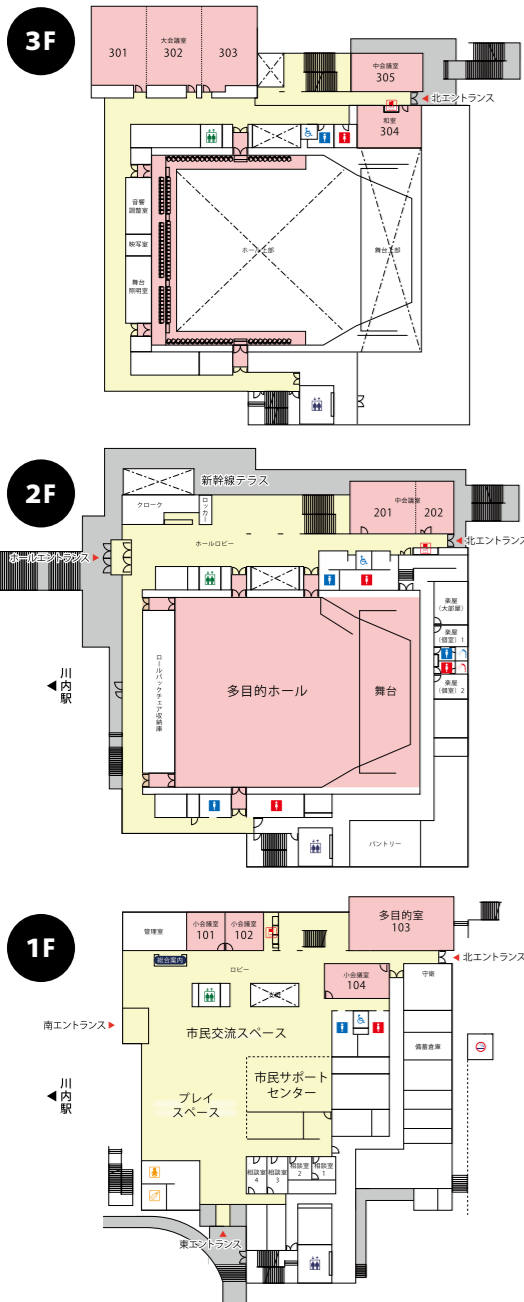 3F
大会議室
301
302
303
中会議室
305
北エントランス
和室
304
音響
調整室
映写室
舞台
照明室
ホール上部
舞台上部
2F
新幹線テラス
クローク
ロッカー
中会議室
201
202
ホールロビー
ホールエントランス
北エントランス
楽屋
(大部屋)
楽屋
(個室)1
楽屋
(個室)2
川内駅
ロールバックチェア収納庫
多目的ホール
舞台
パントリー
1F
管理室
小会議室
101
小会議室
102
多目的室
103
総合案内
ロビー
北エントランス
守衛
小会議室
104
南エントランス
市民交流スペース
備蓄倉庫
川内駅
市民サポート
センター
プレイ
スペース
相談室
4
相談室
3
相談室
2
相談室
1
東エントランス